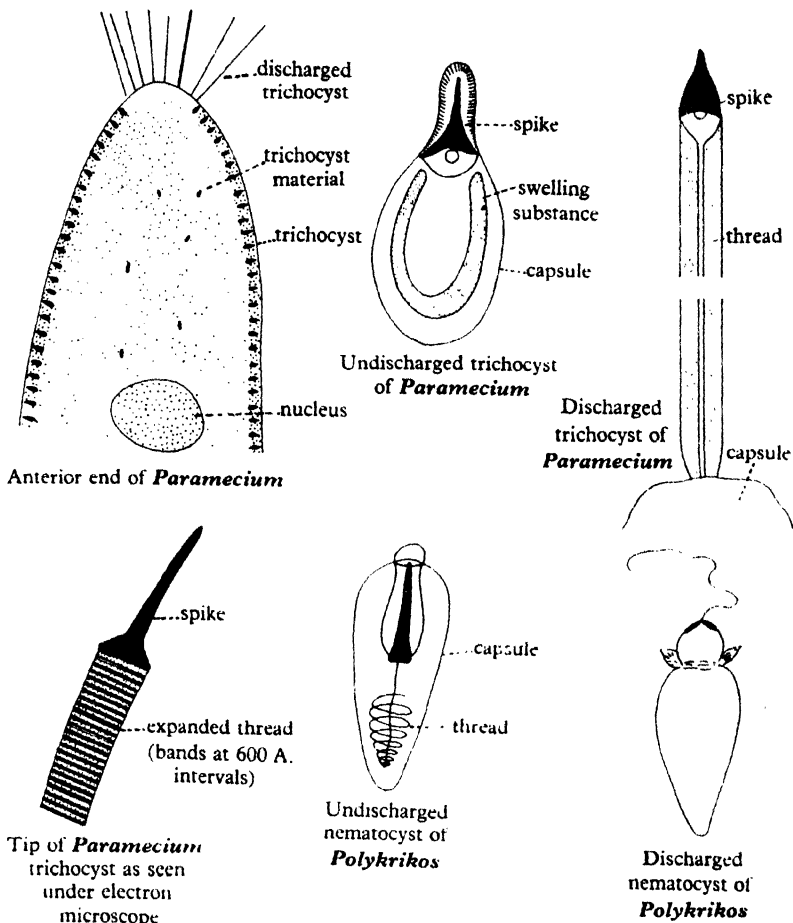 discharged
trichocyst
trichocyst
material
trichocyst
nucleus
Anterior end of Paramecium
spike
swelling
substance
capsule
Undischarged trichocyst
of Paramecium
spike
thread
Discharged
trichocyst of
Paramecium
capsule
spike
expanded thread
(bands at 600 A.
intervals)
Tip of Paramecium
trichocyst as seen
under electron
microscope
capsule
thread
Undischarged
nematocyst of
Polykrikos
Discharged
nematocyst of
Polykrikos